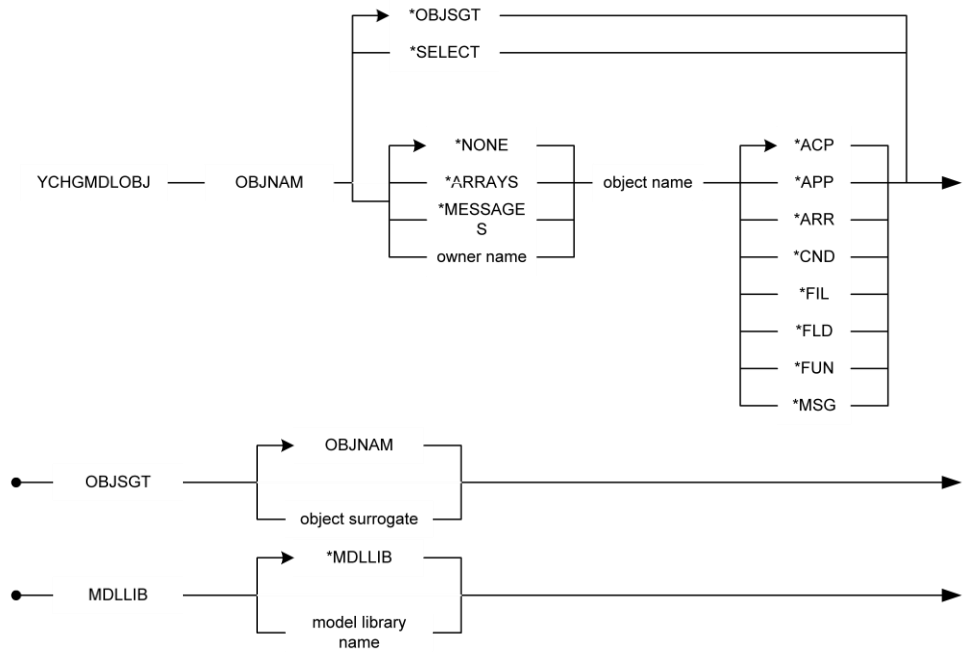 *OBJSGT
*SELECT
*NONE
*ACP
YCHGMDLOBJ
OBJNAM
*ARRAYS
object name
*APP
*MESSAGE
S
*ARR
owner name
*CND
*FIL
*FLD
*FUN
*MSG
OBJNAM
OBJSGT
object surrogate
*MDLLIB
MDLLIB
model library
name